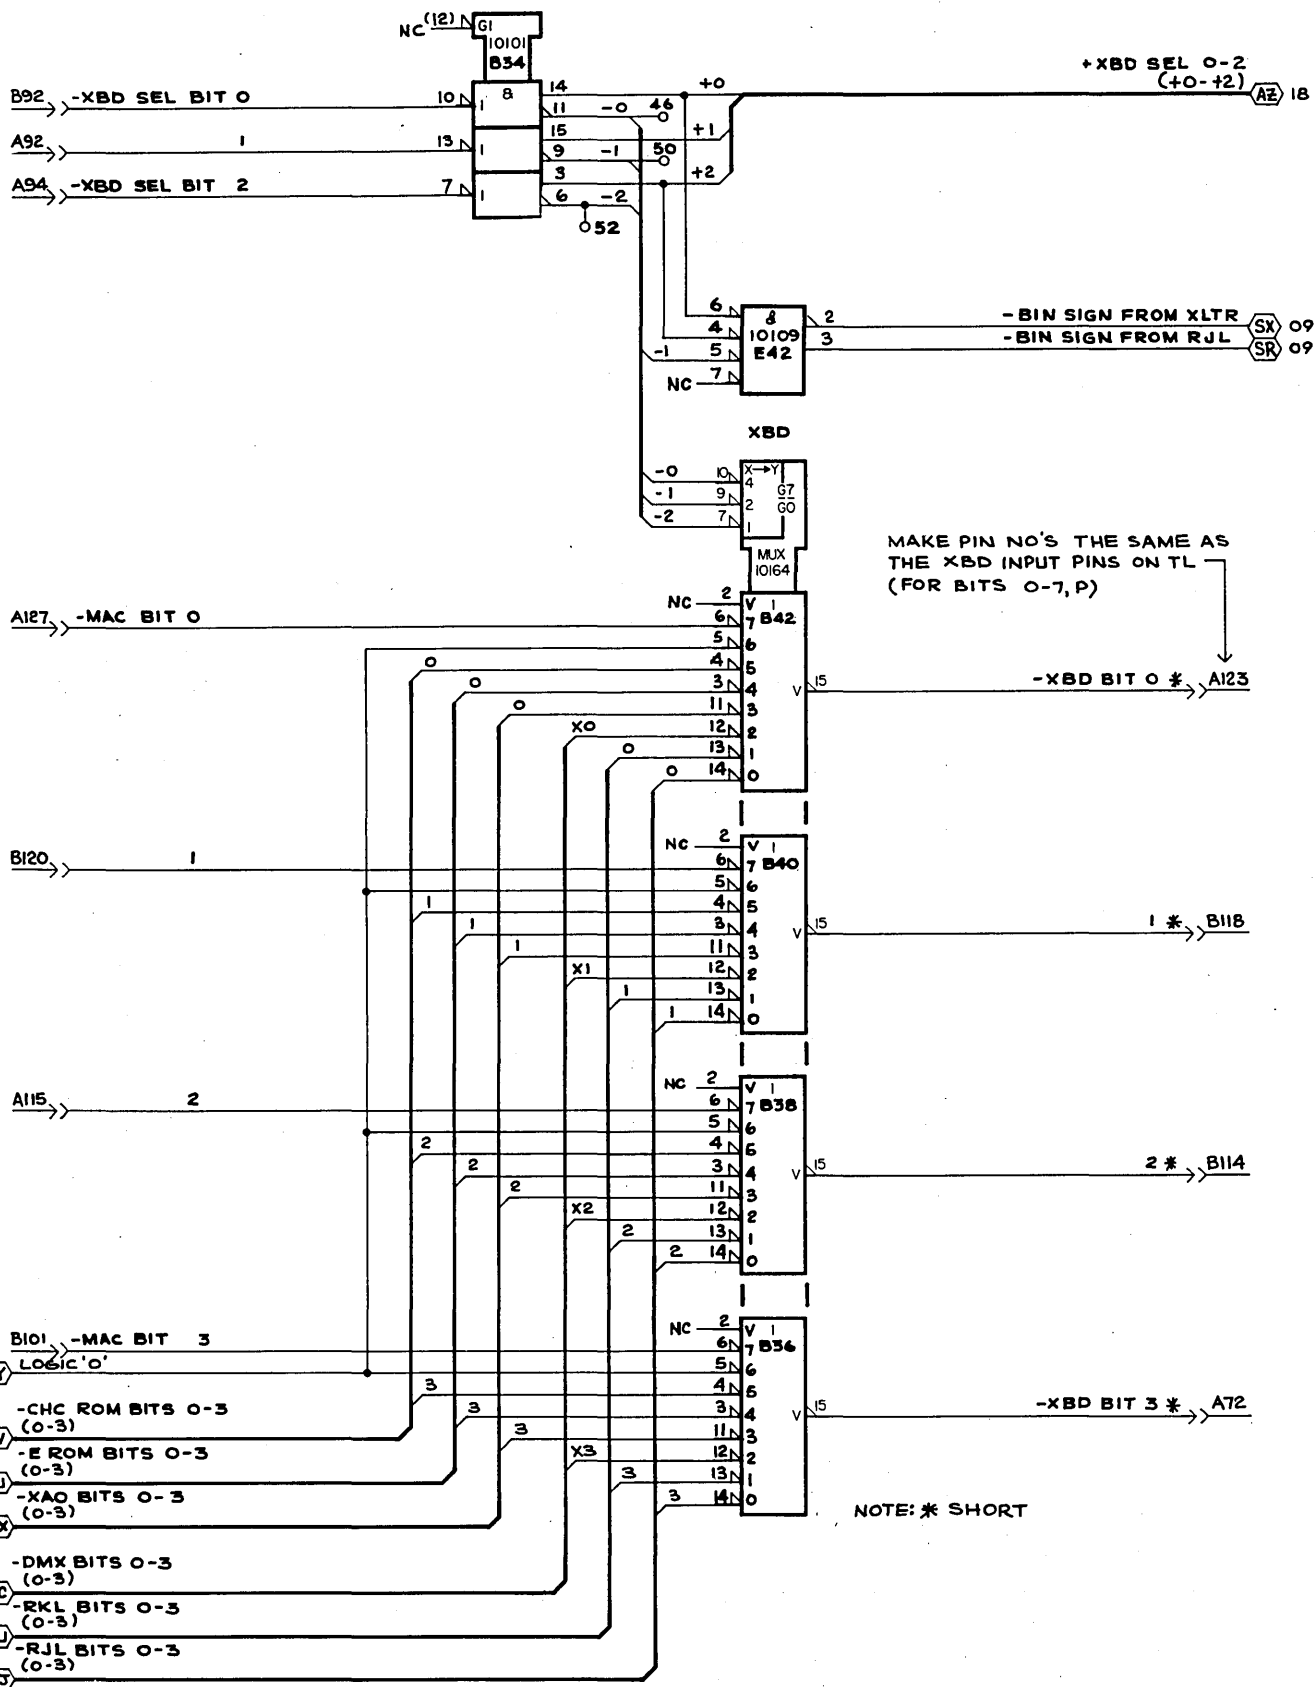 NC (12) G1
10101
B34
+XBD SEL 0-2
(+0-+2)
AZ 18
B92 -XBD SEL BIT 0 10 1 & 14 +0
11 -0 46
A92 1 13 1 15 +1
9 -1 50
A94 -XBD SEL BIT 2 7 1 3 +2
6 -2
52
6 & 2 -BIN SIGN FROM XLTR SX 09
4 10109 3 -BIN SIGN FROM RJL SR 09
-1 5 E42
NC 7
XBD
-0 10 X→Y
4
-1 9 2 G7
G0
-2 7 1
MUX
10164
MAKE PIN NO'S THE SAME AS
THE XBD INPUT PINS ON TL
(FOR BITS 0-7, P)
NC 2 V 1
A127 -MAC BIT 0 6 7 B42
5 6
0 4 5
0 3 4 V 15 -XBD BIT 0 * A123
0 11 3
X0 12 2
0 13 1
0 14 0
NC 2 V 1
B120 1 6 7 B40
5 6
1 4 5
1 3 4 V 15 1 * B118
1 11 3
X1 12 2
1 13 1
1 14 0
NC 2 V 1
A115 2 6 7 B38
5 6
2 4 5
2 3 4 V 15 2 * B114
2 11 3
X2 12 2
2 13 1
2 14 0
NC 2 V 1
B101 -MAC BIT 3 6 7 B36
Y LOGIC '0' 5 6
3 4 5
-CHC ROM BITS 0-3
(0-3)
3 3 4 V 15 -XBD BIT 3 * A72
-E ROM BITS 0-3
(0-3)
3 11 3
X3 12 2
-XAO BITS 0-3
(0-3)
X
3 13 1
3 14 0
NOTE: * SHORT
-DMX BITS 0-3
(0-3)
C
-RKL BITS 0-3
(0-3)
-RJL BITS 0-3
(0-3)